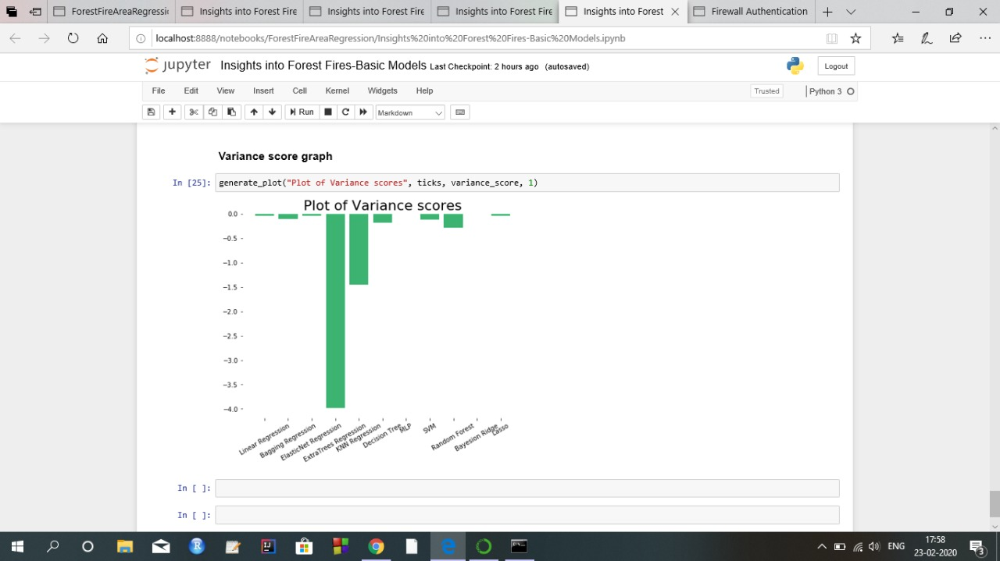 ForestFireAreaRegressic
Insights into Forest Fire
Insights into Forest Fire
Insights into Forest Fire
Insights into Forest
Firewall Authentication
localhost:8888/notebooks/ForestFireAreaRegression/Insights%20into%20Forest%20Fires-Basic%20Models.ipynb
jupyter Insights into Forest Fires-Basic Models Last Checkpoint: 2 hours ago (autosaved)
Logout
File Edit View Insert Cell Kernel Widgets Help
Trusted
Python 3
Run
Markdown
Variance score graph
In [25]: generate_plot("Plot of Variance scores", ticks, variance_score, 1)
Plot of Variance scores
0.0
−0.5
−1.0
−1.5
−2.0
−2.5
−3.0
−3.5
−4.0
Linear Regression
Bagging Regression
ElasticNet Regression
ExtraTrees Regression
KNN Regression
Decision Tree
MLP
SVM
Random Forest
Bayesian Ridge
Lasso
In [ ]:
In [ ]:
ENG
17:58
23-02-2020
3